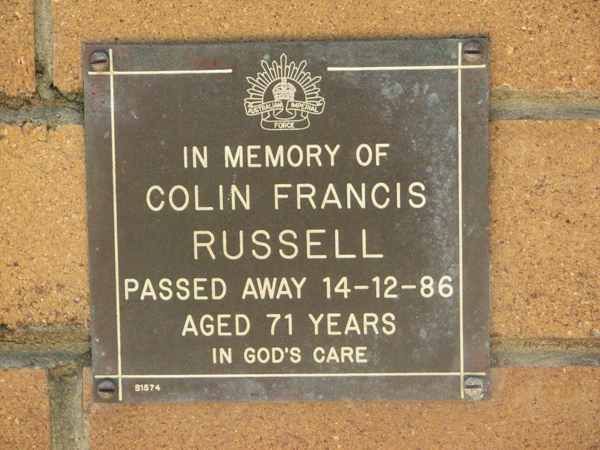 AUSTRALIAN IMPERIAL
FORCE
IN MEMORY OF
COLIN FRANCIS
RUSSELL
PASSED AWAY 14-12-86
AGED 71 YEARS
IN GOD'S CARE
81574